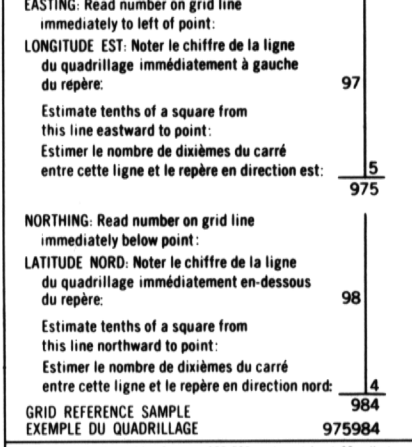 EASTING: Read number on grid line
immediately to left of point:
LONGITUDE EST: Noter le chiffre de la ligne
du quadrillage immédiatement à gauche
du repère: 97
Estimate tenths of a square from
this line eastward to point:
Estimer le nombre de dixièmes du carré
entre cette ligne et le repère en direction est: 5
975
NORTHING: Read number on grid line
immediately below point:
LATITUDE NORD: Noter le chiffre de la ligne
du quadrillage immédiatement en-dessous
du repère: 98
Estimate tenths of a square from
this line northward to point:
Estimer le nombre de dixièmes du carré
entre cette ligne et le repère en direction nord: 4
984
GRID REFERENCE SAMPLE
EXEMPLE DU QUADRILLAGE 975984